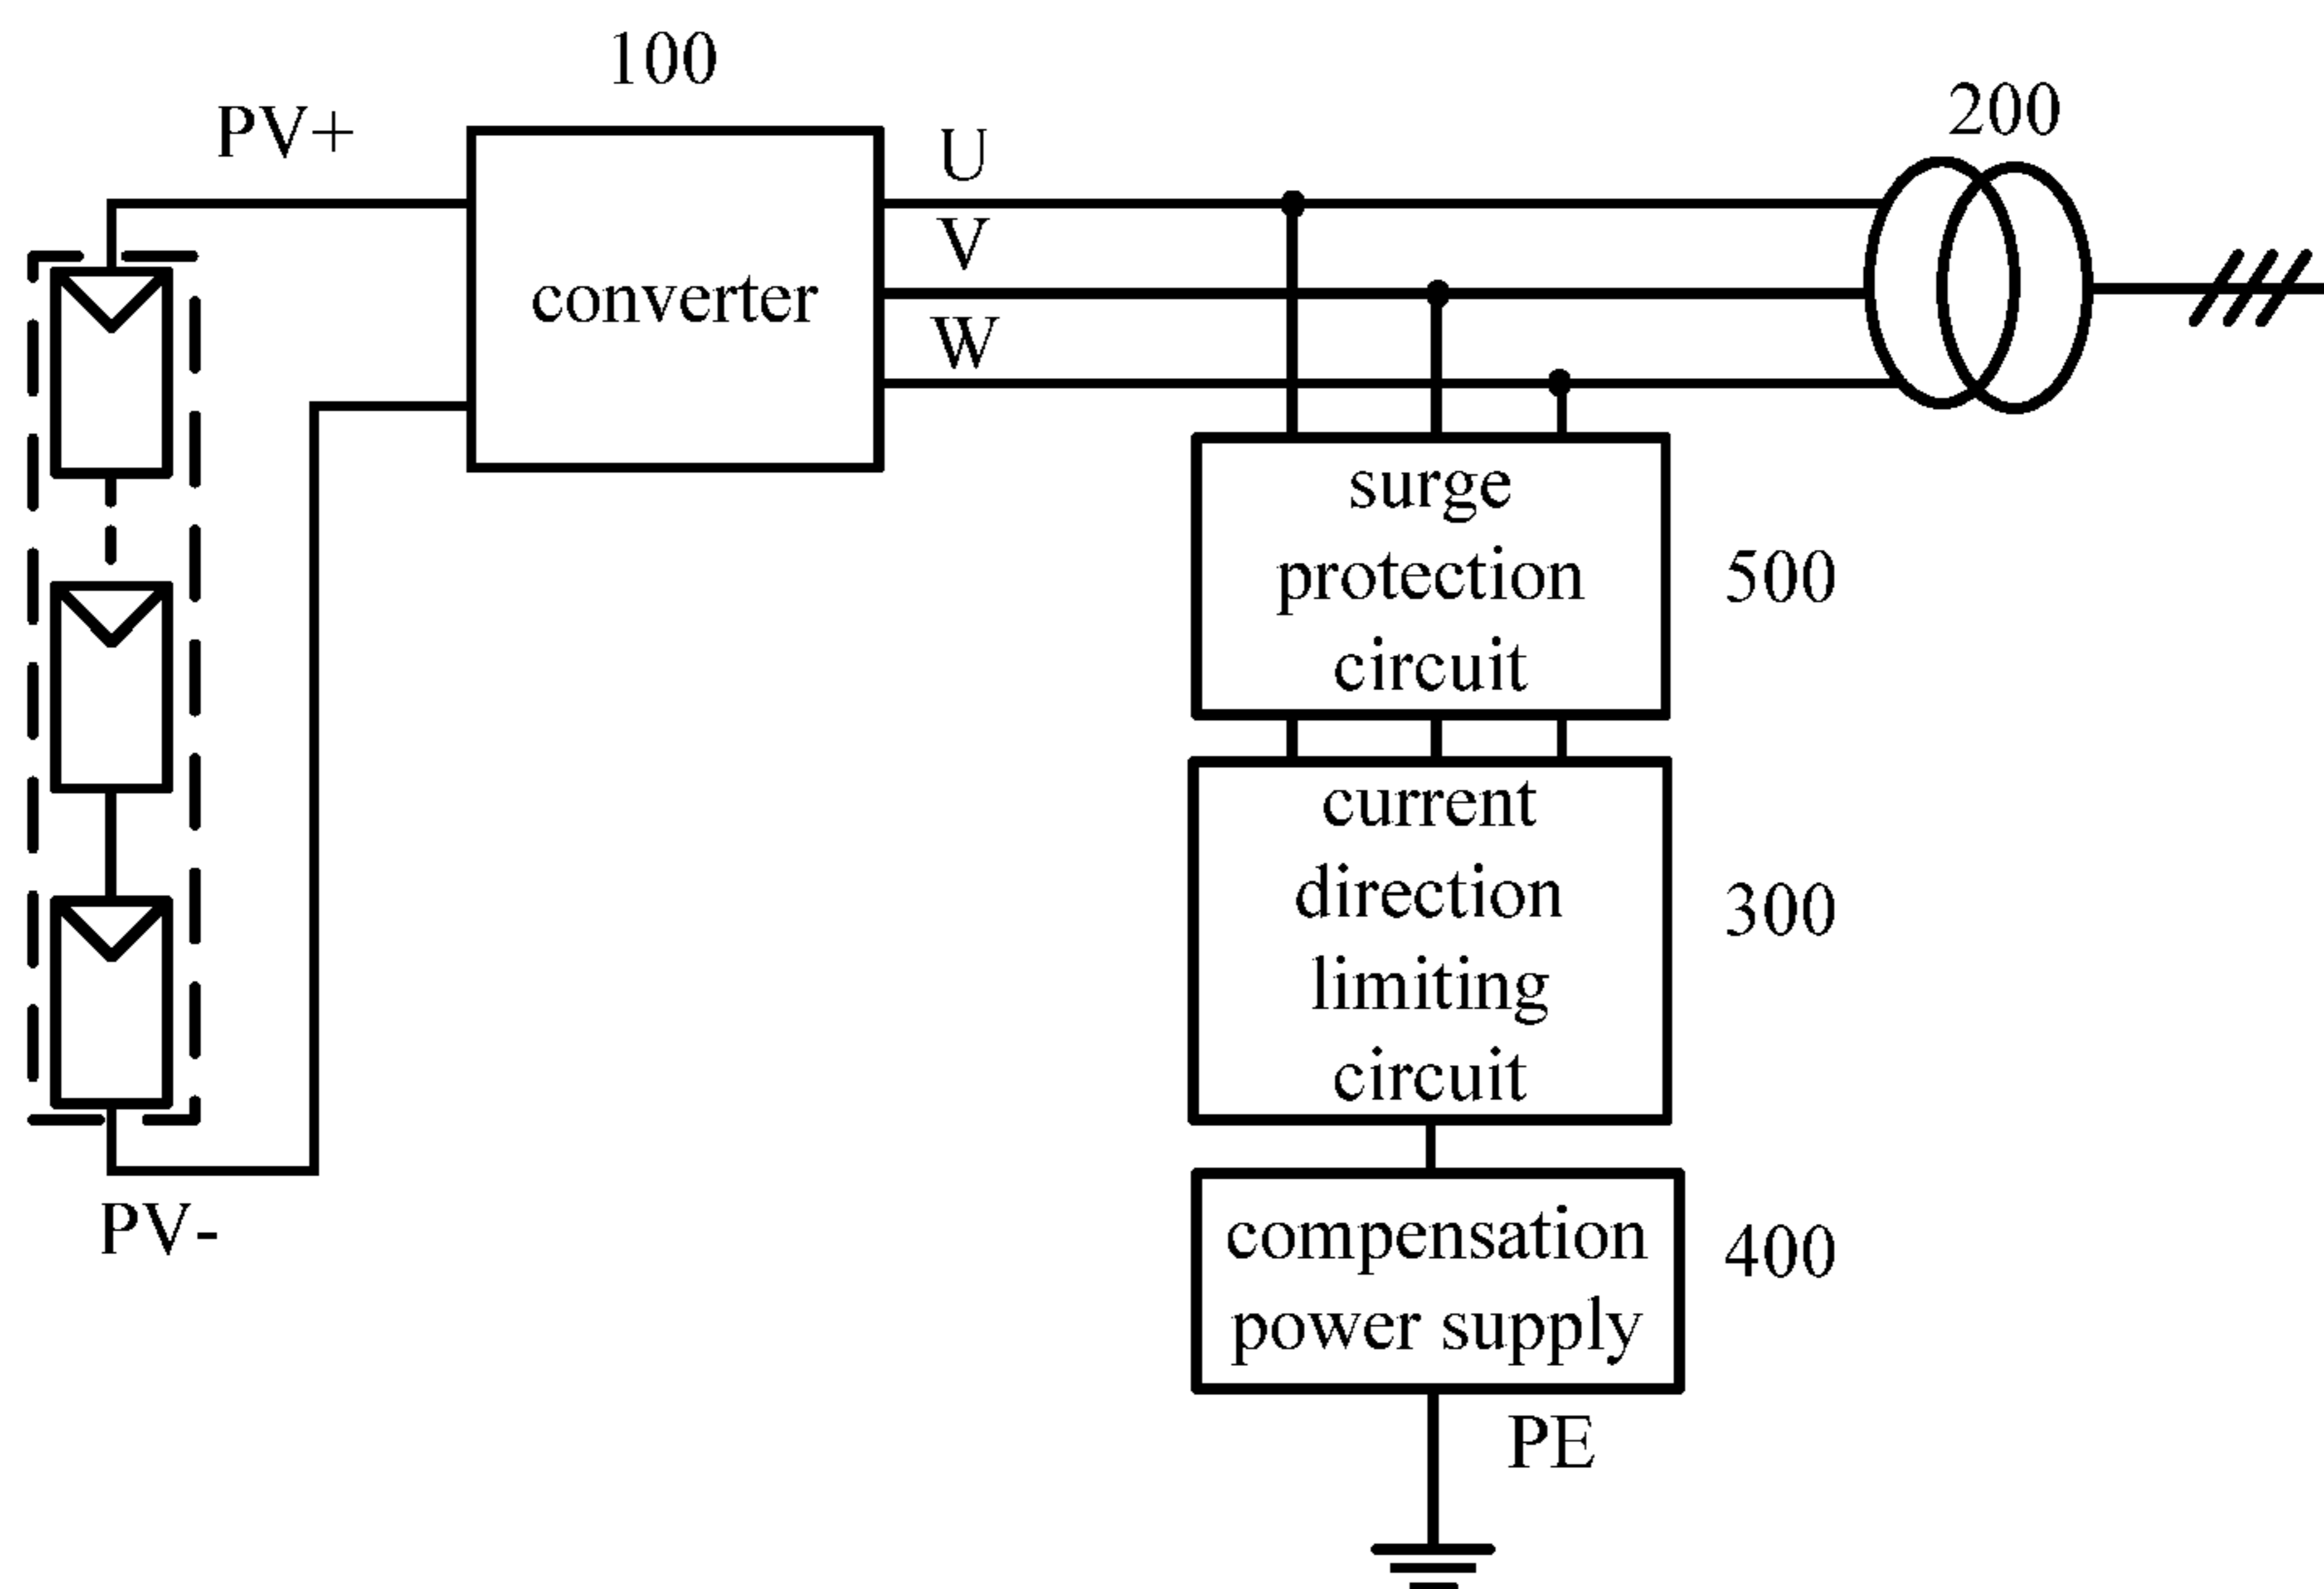 100
200
PV+
U
V
converter
W
surge
protection
circuit
500
current
direction
limiting
circuit
300
PV-
compensation
power supply
400
PE